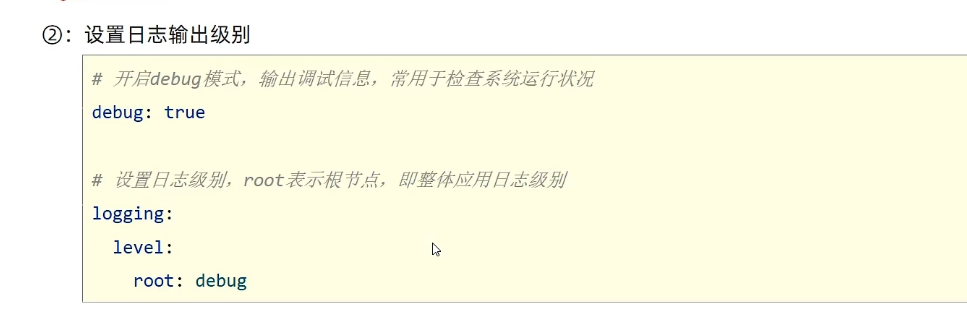 ②：设置日志输出级别
# 开启debug模式，输出调试信息，常用于检查系统运行状况
debug: true
# 设置日志级别，root表示根节点，即整体应用日志级别
logging:
  level:
    root: debug